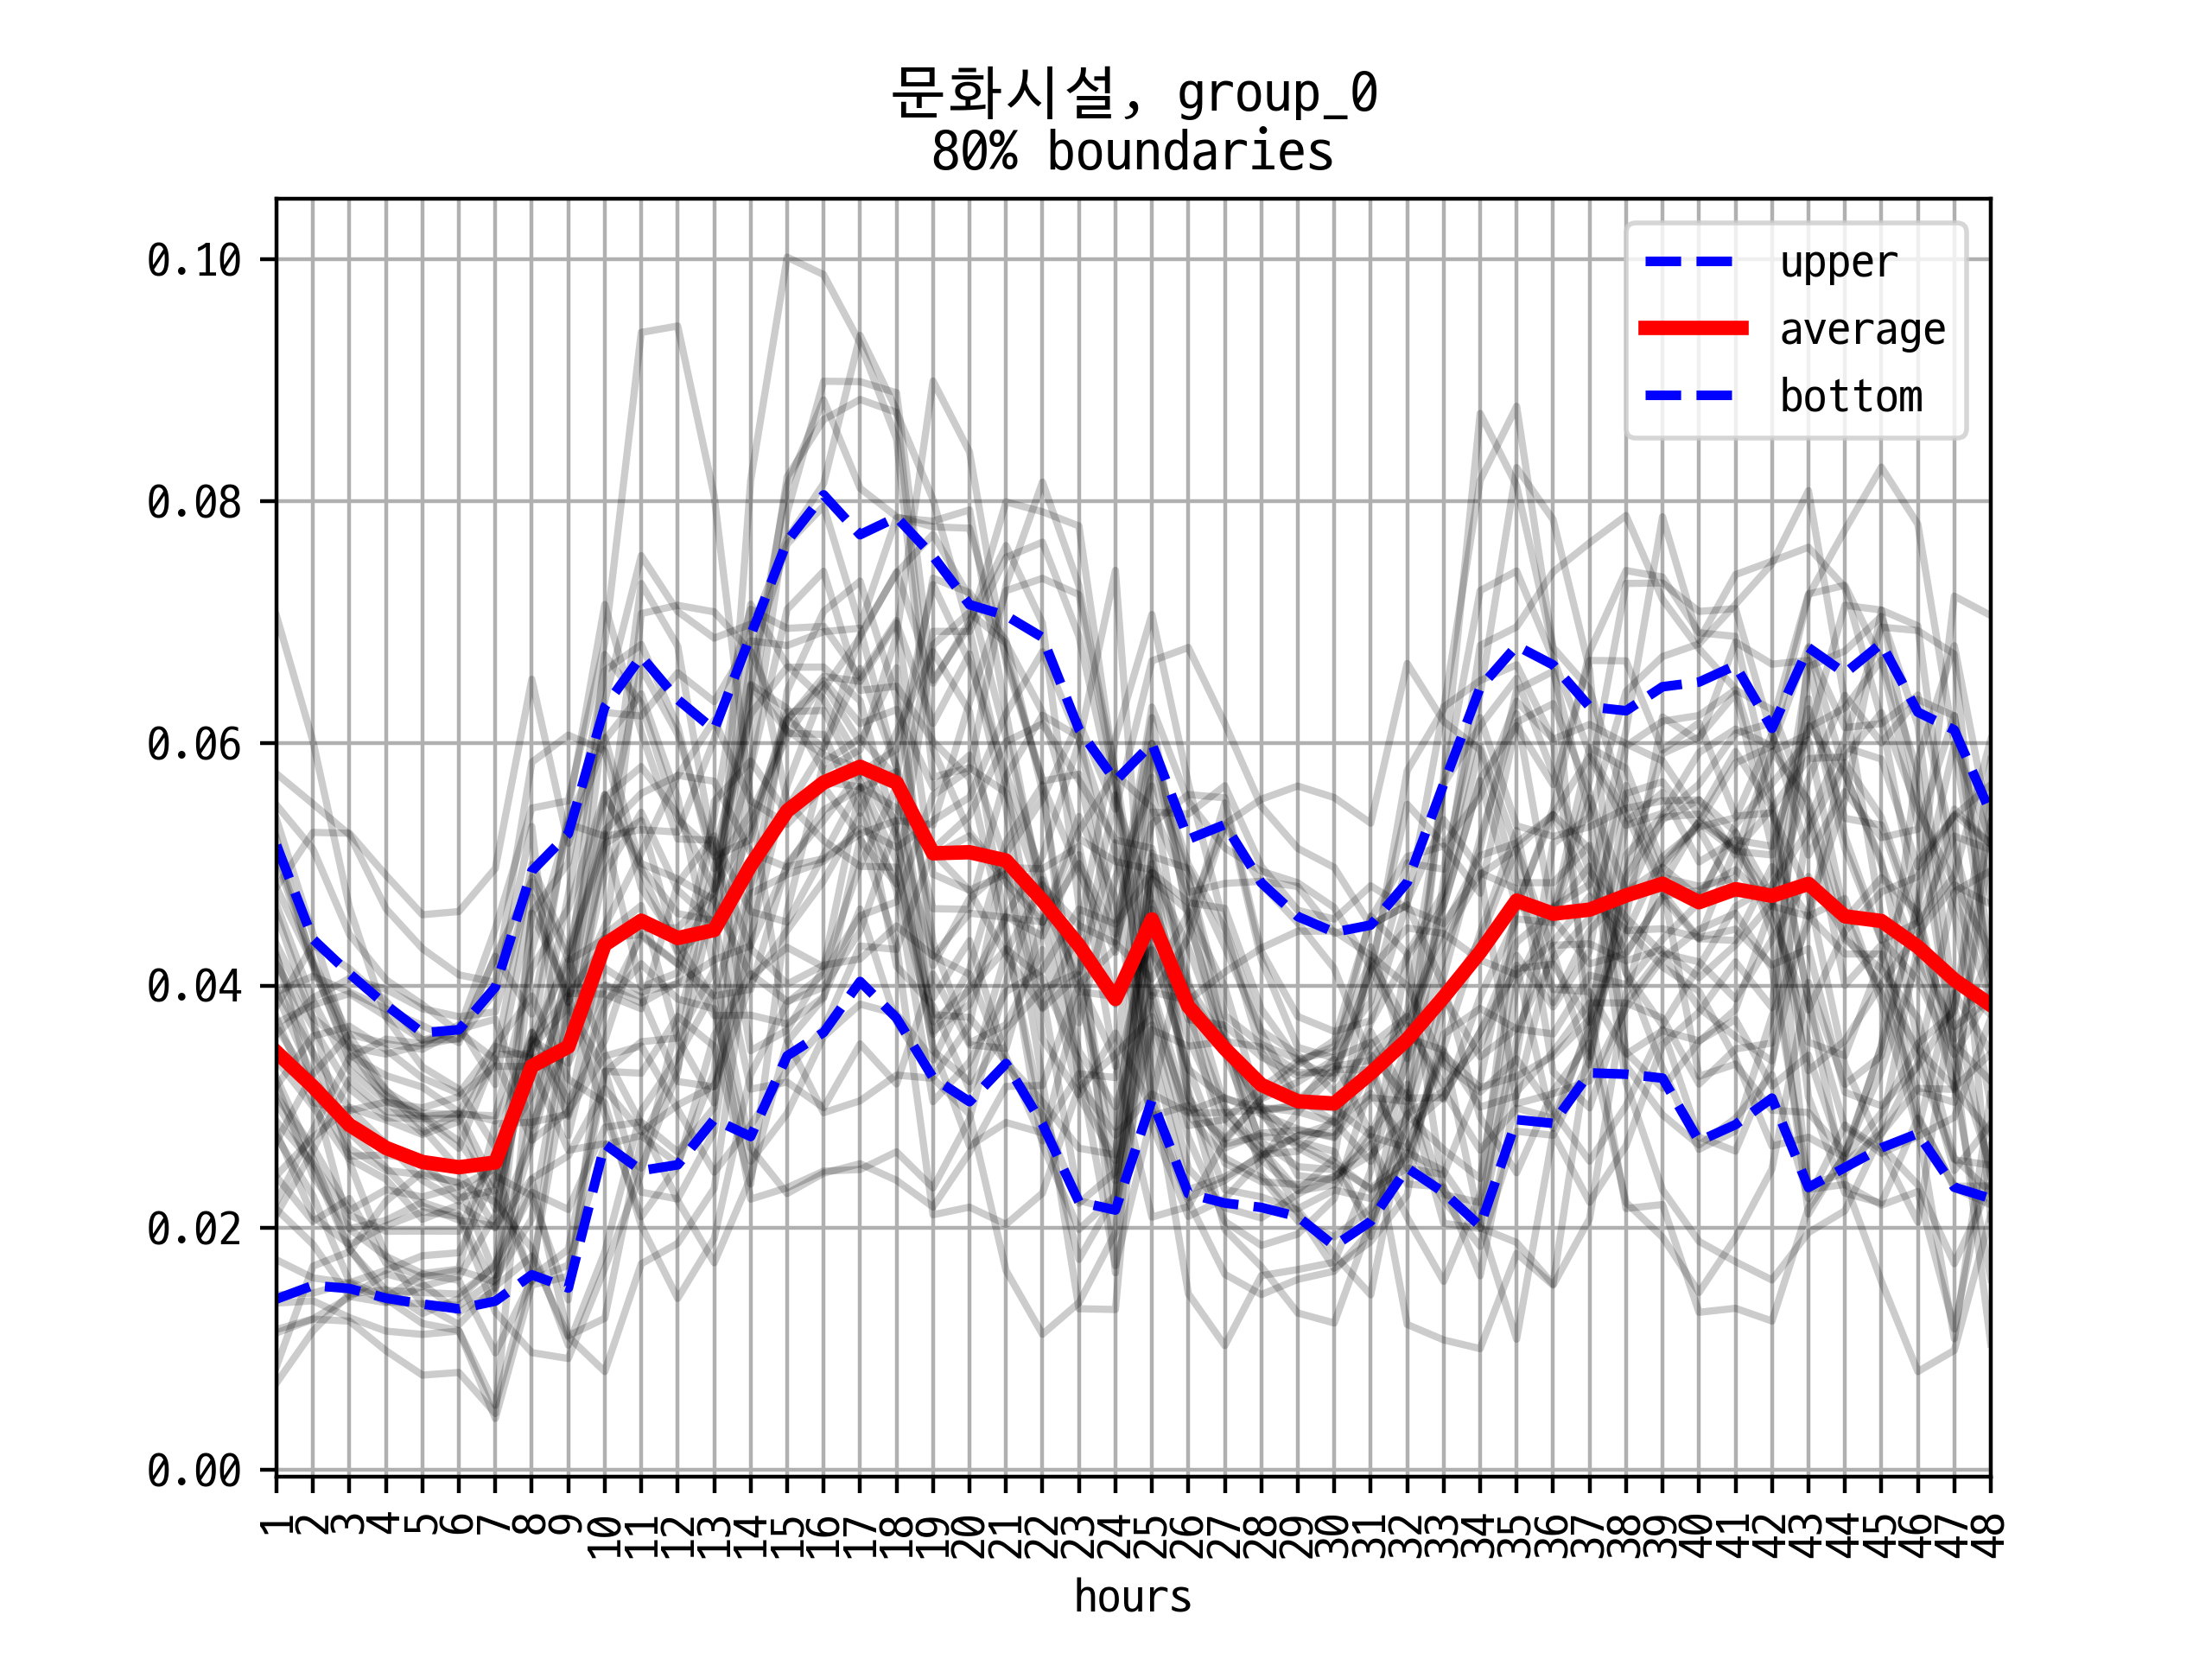 문화시설, group_0
80% boundaries
upper
average
bottom
0.10
0.08
0.06
0.04
0.02
0.00
1 2 3 4 5 6 7 8 9 10 11 12 13 14 15 16 17 18 19 20 21 22 23 24 25 26 27 28 29 30 31 32 33 34 35 36 37 38 39 40 41 42 43 44 45 46 47 48
hours